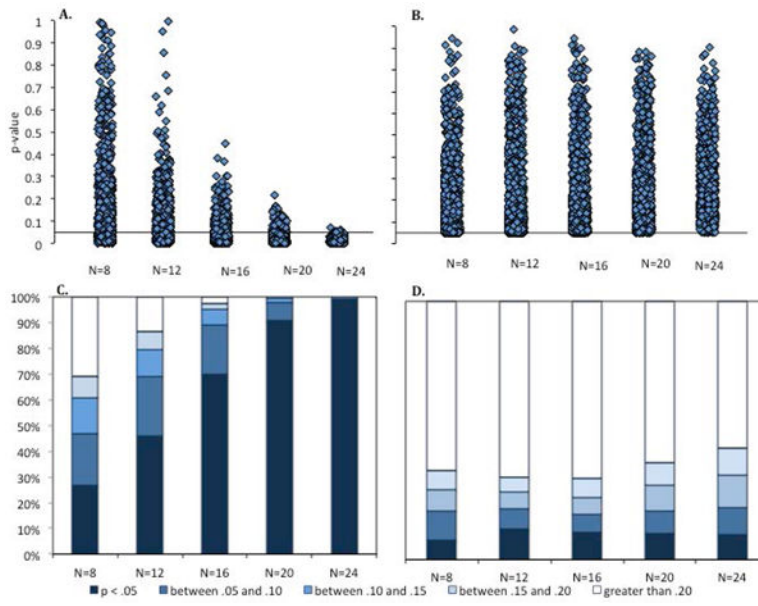 A.
B.
1
0.9
0.8
0.7
0.6
0.5
0.4
0.3
0.2
0.1
0
p-value
N=8 N=12 N=16 N=20 N=24
N=8 N=12 N=16 N=20 N=24
C.
D.
100%
90%
80%
70%
60%
50%
40%
30%
20%
10%
0%
N=8 N=12 N=16 N=20 N=24
N=8 N=12 N=16 N=20 N=24
p < .05 between .05 and .10 between .10 and .15 between .15 and .20 greater than .20